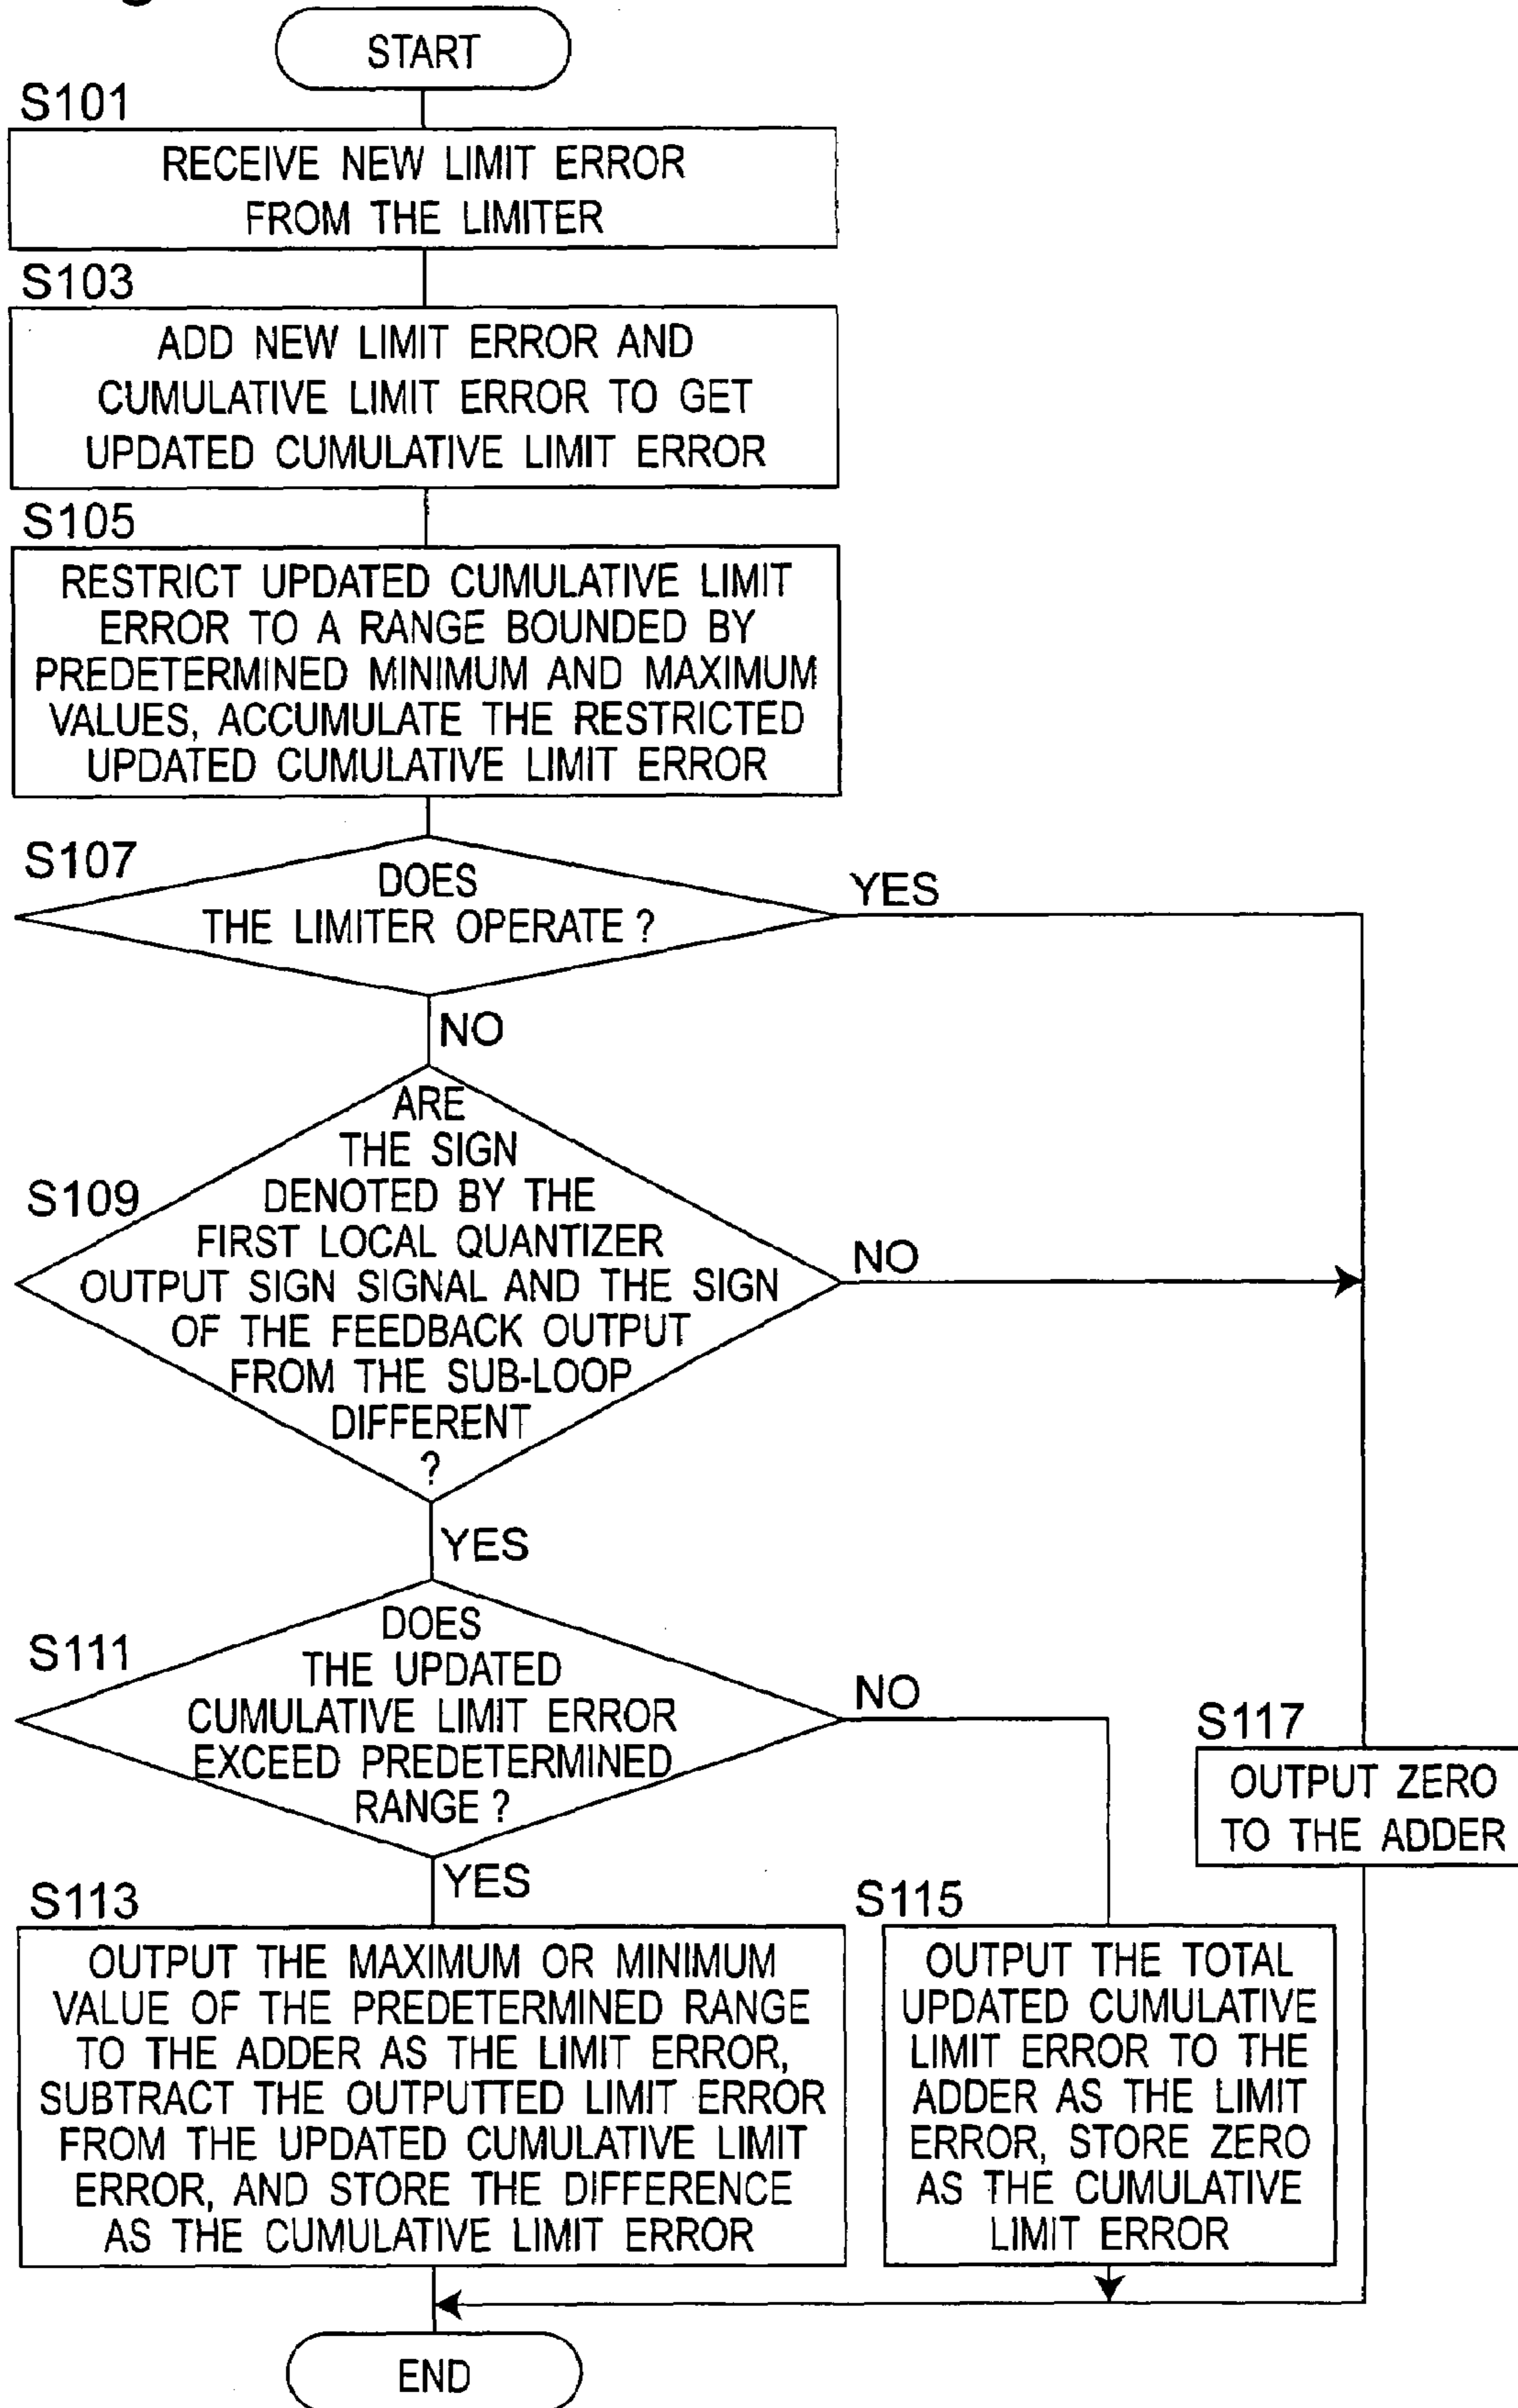 START
S101
RECEIVE NEW LIMIT ERROR
FROM THE LIMITER
S103
ADD NEW LIMIT ERROR AND
CUMULATIVE LIMIT ERROR TO GET
UPDATED CUMULATIVE LIMIT ERROR
S105
RESTRICT UPDATED CUMULATIVE LIMIT
ERROR TO A RANGE BOUNDED BY
PREDETERMINED MINIMUM AND MAXIMUM
VALUES, ACCUMULATE THE RESTRICTED
UPDATED CUMULATIVE LIMIT ERROR
S107
DOES
THE LIMITER OPERATE ?
YES
NO
S109
ARE
THE SIGN
DENOTED BY THE
FIRST LOCAL QUANTIZER
OUTPUT SIGN SIGNAL AND THE SIGN
OF THE FEEDBACK OUTPUT
FROM THE SUB-LOOP
DIFFERENT
?
NO
YES
S111
DOES
THE UPDATED
CUMULATIVE LIMIT ERROR
EXCEED PREDETERMINED
RANGE ?
NO
YES
S117
OUTPUT ZERO
TO THE ADDER
S113
OUTPUT THE MAXIMUM OR MINIMUM
VALUE OF THE PREDETERMINED RANGE
TO THE ADDER AS THE LIMIT ERROR,
SUBTRACT THE OUTPUTTED LIMIT ERROR
FROM THE UPDATED CUMULATIVE LIMIT
ERROR, AND STORE THE DIFFERENCE
AS THE CUMULATIVE LIMIT ERROR
S115
OUTPUT THE TOTAL
UPDATED CUMULATIVE
LIMIT ERROR TO THE
ADDER AS THE LIMIT
ERROR, STORE ZERO
AS THE CUMULATIVE
LIMIT ERROR
END